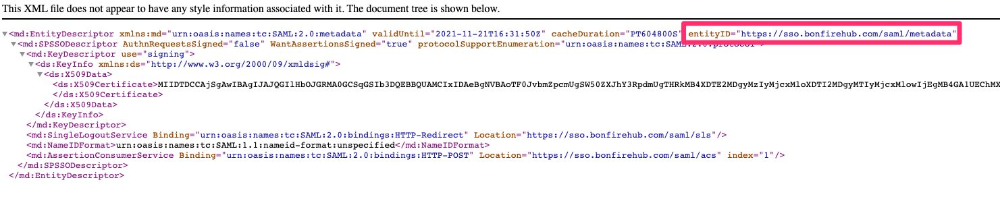 This XML file does not appear to have any style information associated with it. The document tree is shown below.
<md:EntityDescriptor xmlns:md="urn:oasis:names:tc:SAML:2.0:metadata" validUntil="2021-11-21T16:31:50Z" cacheDuration="PT604800S" entityID="https://sso.bonfirehub.com/saml/metadata"
<md:SPSSODescriptor AuthnRequestsSigned="false" WantAssertionsSigned="true" protocolSupportEnumeration="urn:oasis:names:tc:SAML:2.0:protocol">
<md:KeyDescriptor use="signing">
<ds:KeyInfo xmlns:ds="http://www.w3.org/2000/09/xmldsig#">
<ds:X509Data>
<ds:X509Certificate>MIIDTDCCAjSgAwIBAgIJAJQGIlHbOJGRMA0GCSqGSIb3DQEBBQUAMCIxIDAeBgNVBAoTF0JvbmZpcmUgSW50ZXJhY3RpdmUgTHRkMB4XDTE2MDgyMzIyMjcxMloXDTI2MDgyMTIyMjcxMlowIjEgMB4GA1UEChMX
</ds:X509Certificate>
</ds:X509Data>
</ds:KeyInfo>
</md:KeyDescriptor>
<md:SingleLogoutService Binding="urn:oasis:names:tc:SAML:2.0:bindings:HTTP-Redirect" Location="https://sso.bonfirehub.com/saml/sls"/>
<md:NameIDFormat>urn:oasis:names:tc:SAML:1.1:nameid-format:unspecified</md:NameIDFormat>
<md:AssertionConsumerService Binding="urn:oasis:names:tc:SAML:2.0:bindings:HTTP-POST" Location="https://sso.bonfirehub.com/saml/acs" index="1"/>
</md:SPSSODescriptor>
</md:EntityDescriptor>